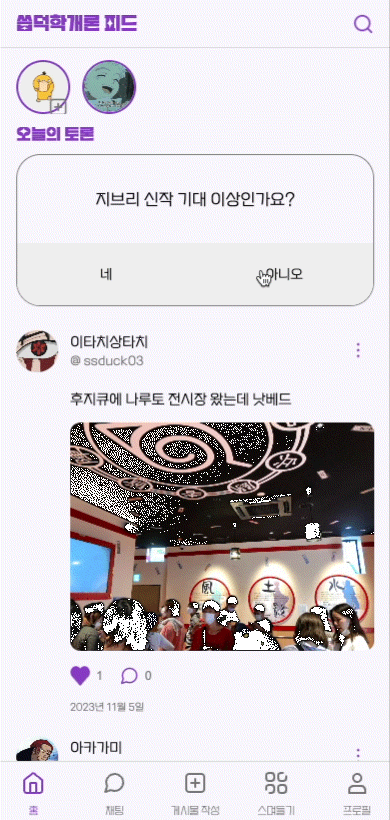 씹덕학개론 피드
오늘의 토론
지브리 신작 기대 이상인가요?
네
아니오
이타치상타치
@ssduck03
후지큐에 나루토 전시장 왔는데 낫베드
風
土
水
1
0
2023년 11월 5일
아카가미
홈
채팅
게시물 작성
스며들기
프로필